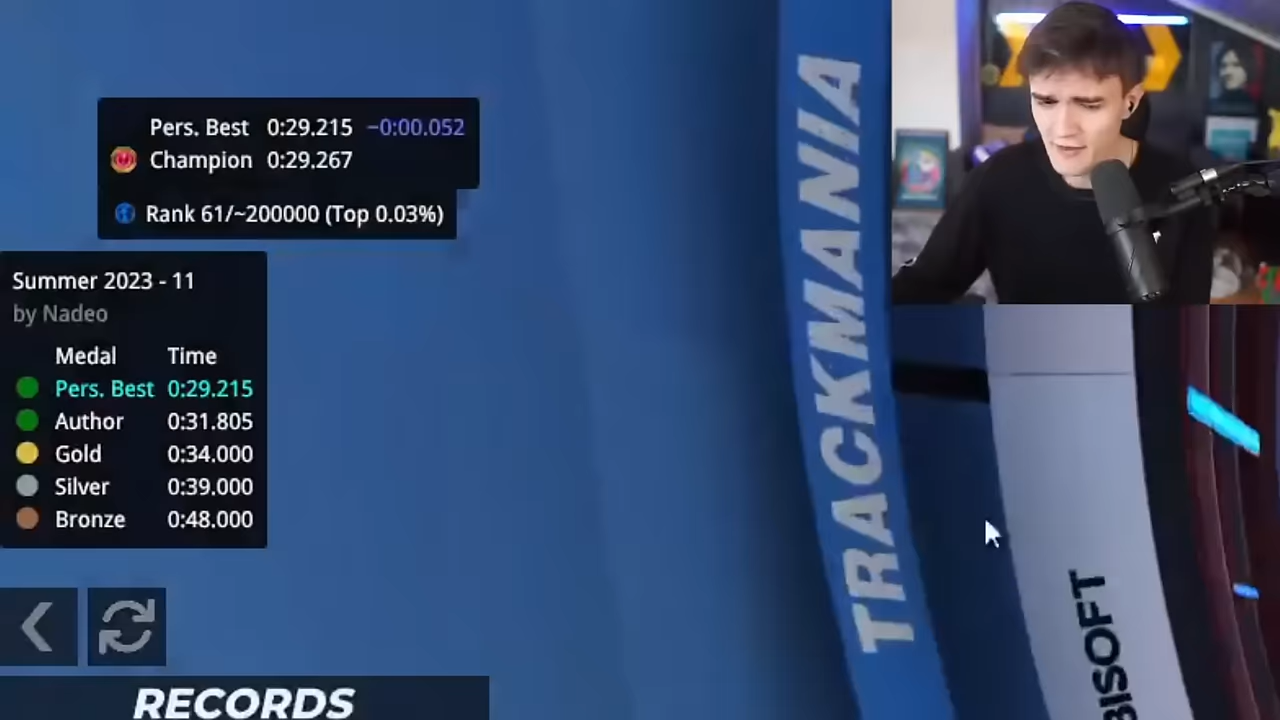 Pers. Best 0:29.215 −0:00.052
Champion 0:29.267
Rank 61/~200000 (Top 0.03%)
Summer 2023 - 11
by Nadeo
Medal Time
Pers. Best 0:29.215
Author 0:31.805
Gold 0:34.000
Silver 0:39.000
Bronze 0:48.000
RECORDS
TRACKMANIA
BISOFT